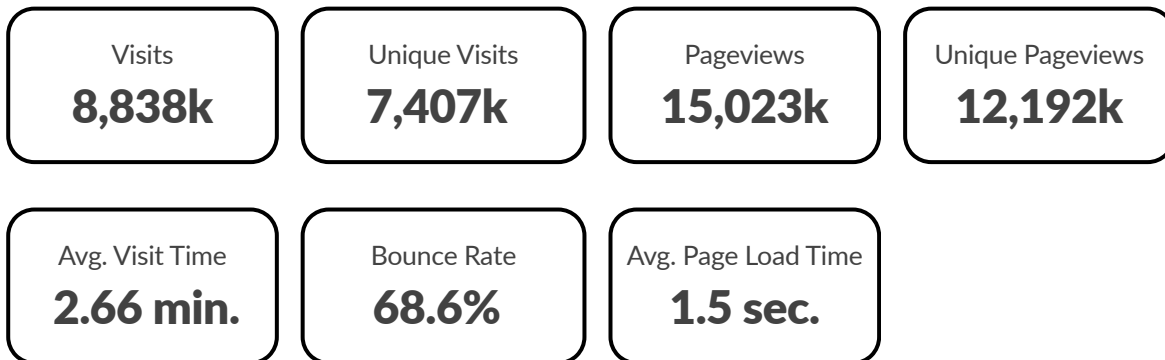 Visits
8,838k
Unique Visits
7,407k
Pageviews
15,023k
Unique Pageviews
12,192k
Avg. Visit Time
2.66 min.
Bounce Rate
68.6%
Avg. Page Load Time
1.5 sec.